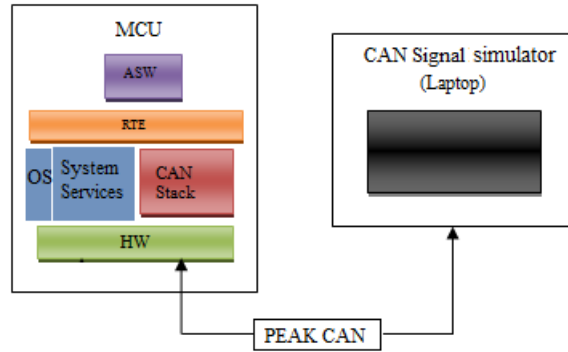 MCU
ASW
RTE
OS
System
Services
CAN
Stack
HW
CAN Signal simulator
(Laptop)
PEAK CAN